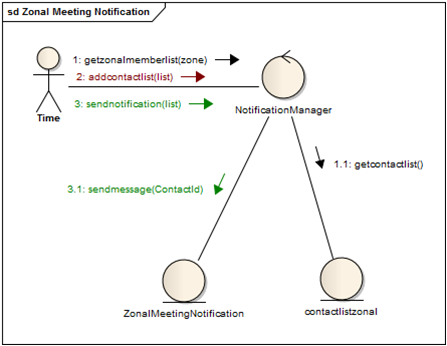 sd Zonal Meeting Notification
1: getzonalmemberlist(zone)
2: addcontactlist(list)
3: sendnotification(list)
Time
NotificationManager
1.1: getcontactlist()
3.1: sendmessage(ContactId)
ZonalMeetingNotification
contactlistzonal